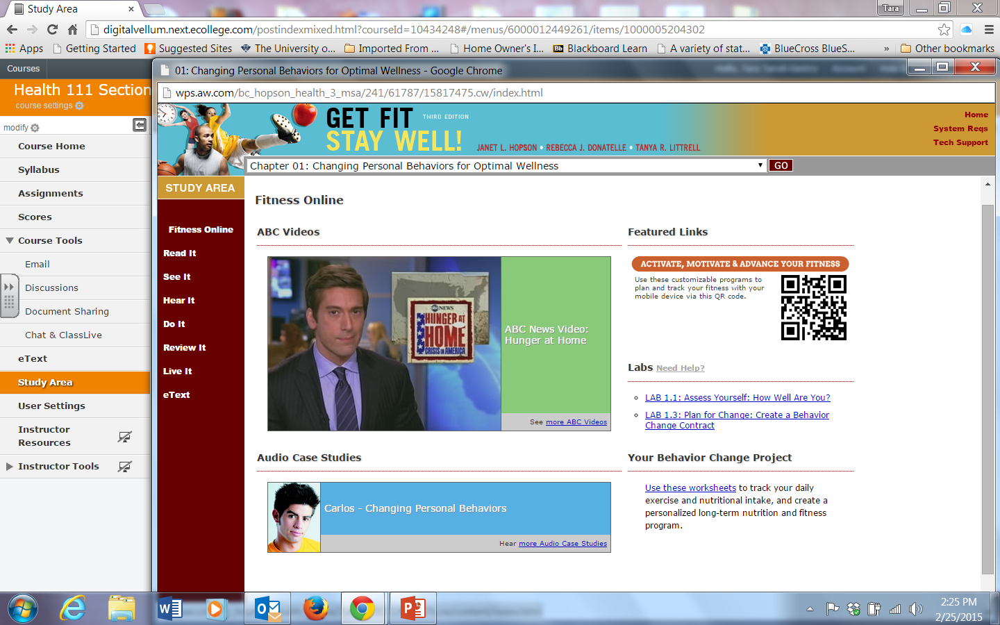 Study Area
Tara
digitalvellum.next.ecollege.com/postindexmixed.html?courseId=10434248#/menus/6000012449261/items/1000005204302
Apps
Getting Started
Suggested Sites
The University o...
Imported From ...
Home Owner's I...
Bb Blackboard Learn
A variety of stat...
BlueCross BlueS...
»
Other bookmarks
Courses
01: Changing Personal Behaviors for Optimal Wellness - Google Chrome
wps.aw.com/bc_hopson_health_3_msa/241/61787/15817475.cw/index.html
Health 111 Section
course settings
modify
Course Home
Syllabus
Assignments
Scores
Course Tools
Email
Discussions
Document Sharing
Chat & ClassLive
eText
Study Area
User Settings
Instructor
Resources
Instructor Tools
GET FIT THIRD EDITION
STAY WELL!
JANET L. HOPSON • REBECCA J. DONATELLE • TANYA R. LITTRELL
Home
System Reqs
Tech Support
Chapter 01: Changing Personal Behaviors for Optimal Wellness
GO
STUDY AREA
Fitness Online
Read It
See It
Hear It
Do It
Review It
Live It
eText
Fitness Online
ABC Videos
abc NEWS
HUNGER AT
HOME
CRISIS IN AMERICA
ABC News Video:
Hunger at Home
See more ABC Videos
Audio Case Studies
Carlos - Changing Personal Behaviors
Hear more Audio Case Studies
Featured Links
ACTIVATE, MOTIVATE & ADVANCE YOUR FITNESS
Use these customizable programs to
plan and track your fitness with your
mobile device via this QR code.
Labs Need Help?
LAB 1.1: Assess Yourself: How Well Are You?
LAB 1.3: Plan for Change: Create a Behavior
Change Contract
Your Behavior Change Project
Use these worksheets to track your daily
exercise and nutritional intake, and create a
personalized long-term nutrition and fitness
program.
2:25 PM
2/25/2015